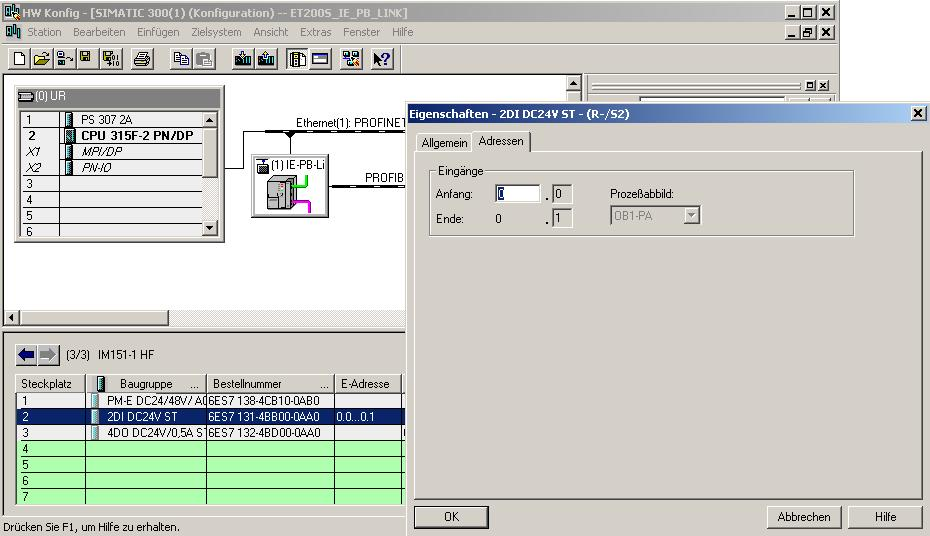 HW Konfig - [SIMATIC 300(1) (Konfiguration) -- ET200S_IE_PB_LINK]
Station Bearbeiten Einfügen Zielsystem Ansicht Extras Fenster Hilfe
(0) UR
1 PS 307 2A
2 CPU 315F-2 PN/DP
X1 MPI/DP
X2 PN-IO
3
4
5
6
Ethernet(1): PROFINET
(1) IE-PB-Li
PROFIB
Eigenschaften - 2DI DC24V ST - (R-/S2)
Allgemein Adressen
Eingänge
Anfang: 0 . 0 Prozeßabbild:
Ende: 0 . 1 OB1-PA
OK Abbrechen Hilfe
(3/3) IM151-1 HF
Steckplatz Baugruppe ... Bestellnummer ... E-Adresse
1 PM-E DC24/48V/ AC 6ES7 138-4CB10-0AB0
2 2DI DC24V ST 6ES7 131-4BB00-0AA0 0.0...0.1
3 4DO DC24V/0,5A ST 6ES7 132-4BD00-0AA0
4
5
6
7
Drücken Sie F1, um Hilfe zu erhalten.